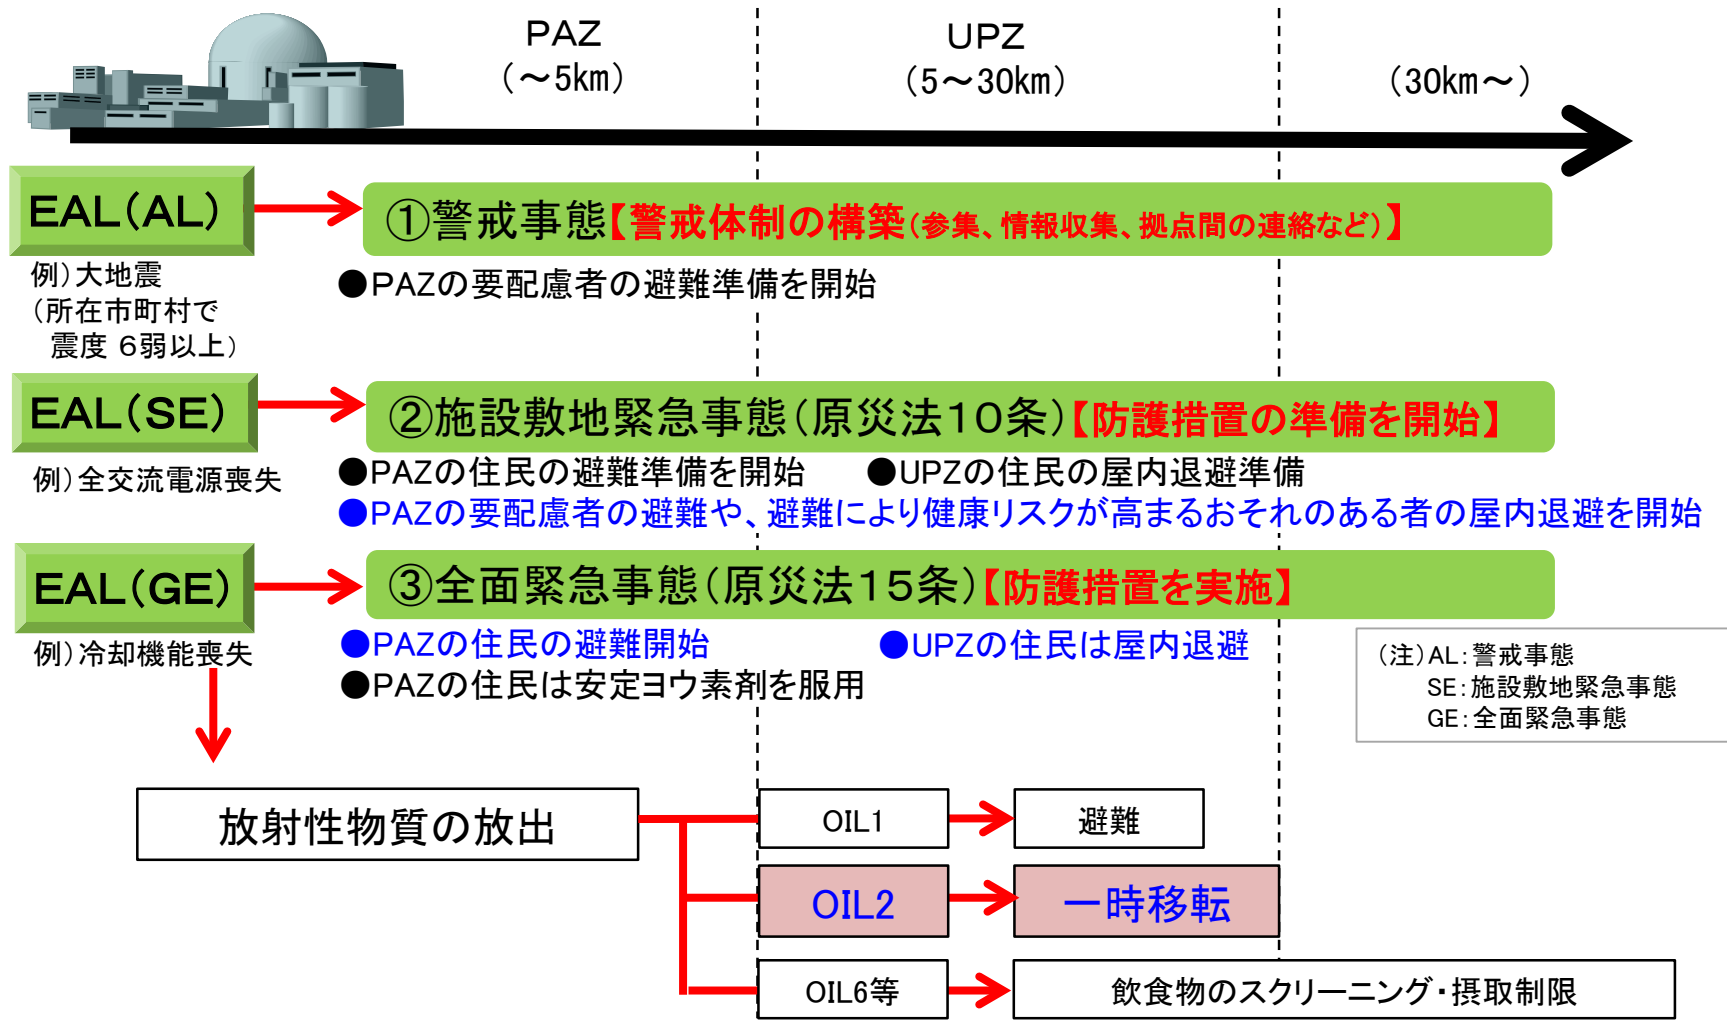 PAZ
(～5km)
UPZ
(5～30km)
(30km～)
EAL(AL)
①警戒事態【警戒体制の構築(参集、情報収集、拠点間の連絡など)】
例)大地震
(所在市町村で
震度 6弱以上)
●PAZの要配慮者の避難準備を開始
EAL(SE)
②施設敷地緊急事態(原災法10条)【防護措置の準備を開始】
例)全交流電源喪失
●PAZの住民の避難準備を開始
●UPZの住民の屋内退避準備
●PAZの要配慮者の避難や、避難により健康リスクが高まるおそれのある者の屋内退避を開始
EAL(GE)
③全面緊急事態(原災法15条)【防護措置を実施】
例)冷却機能喪失
●PAZの住民の避難開始
●UPZの住民は屋内退避
●PAZの住民は安定ヨウ素剤を服用
(注)AL:警戒事態
SE:施設敷地緊急事態
GE:全面緊急事態
放射性物質の放出
OIL1
避難
OIL2
一時移転
OIL6等
飲食物のスクリーニング・摂取制限